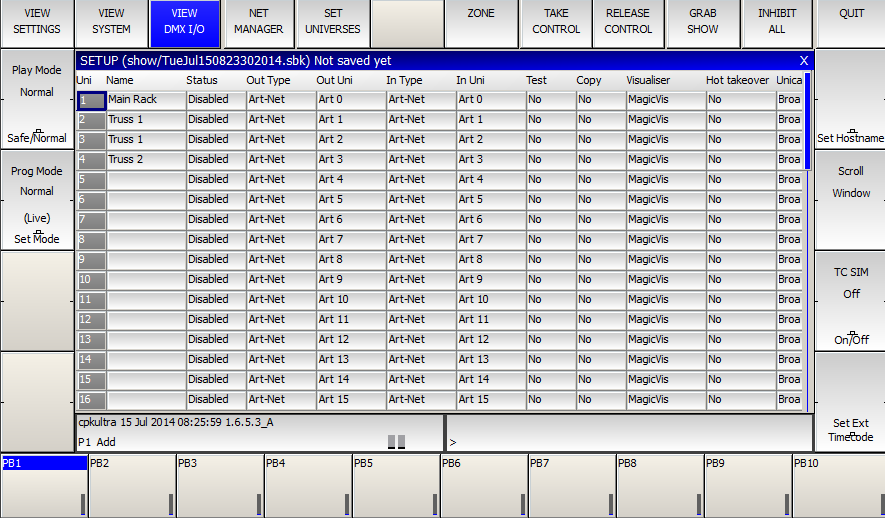 VIEW SETTINGS
VIEW SYSTEM
VIEW DMX I/O
NET MANAGER
SET UNIVERSES
ZONE
TAKE CONTROL
RELEASE CONTROL
GRAB SHOW
INHIBIT ALL
QUIT
Play Mode
Normal
Safe/Normal
Prog Mode
Normal
(Live)
Set Mode
SETUP (show/TueJul150823302014.sbk) Not saved yet X
Uni Name Status Out Type Out Uni In Type In Uni Test Copy Visualiser Hot takeover Unica
1 Main Rack Disabled Art-Net Art 0 Art-Net Art 0 No No MagicVis No Broa
2 Truss 1 Disabled Art-Net Art 1 Art-Net Art 1 No No MagicVis No Broa
3 Truss 1 Disabled Art-Net Art 2 Art-Net Art 2 No No MagicVis No Broa
4 Truss 2 Disabled Art-Net Art 3 Art-Net Art 3 No No MagicVis No Broa
5 Disabled Art-Net Art 4 Art-Net Art 4 No No MagicVis No Broa
6 Disabled Art-Net Art 5 Art-Net Art 5 No No MagicVis No Broa
7 Disabled Art-Net Art 6 Art-Net Art 6 No No MagicVis No Broa
8 Disabled Art-Net Art 7 Art-Net Art 7 No No MagicVis No Broa
9 Disabled Art-Net Art 8 Art-Net Art 8 No No MagicVis No Broa
10 Disabled Art-Net Art 9 Art-Net Art 9 No No MagicVis No Broa
11 Disabled Art-Net Art 10 Art-Net Art 10 No No MagicVis No Broa
12 Disabled Art-Net Art 11 Art-Net Art 11 No No MagicVis No Broa
13 Disabled Art-Net Art 12 Art-Net Art 12 No No MagicVis No Broa
14 Disabled Art-Net Art 13 Art-Net Art 13 No No MagicVis No Broa
15 Disabled Art-Net Art 14 Art-Net Art 14 No No MagicVis No Broa
16 Disabled Art-Net Art 15 Art-Net Art 15 No No MagicVis No Broa
Set Hostname
Scroll
Window
TC SIM
Off
On/Off
Set Ext
Timecode
cpkultra 15 Jul 2014 08:25:59 1.6.5.3_A
P1 Add
>
PB1 PB2 PB3 PB4 PB5 PB6 PB7 PB8 PB9 PB10